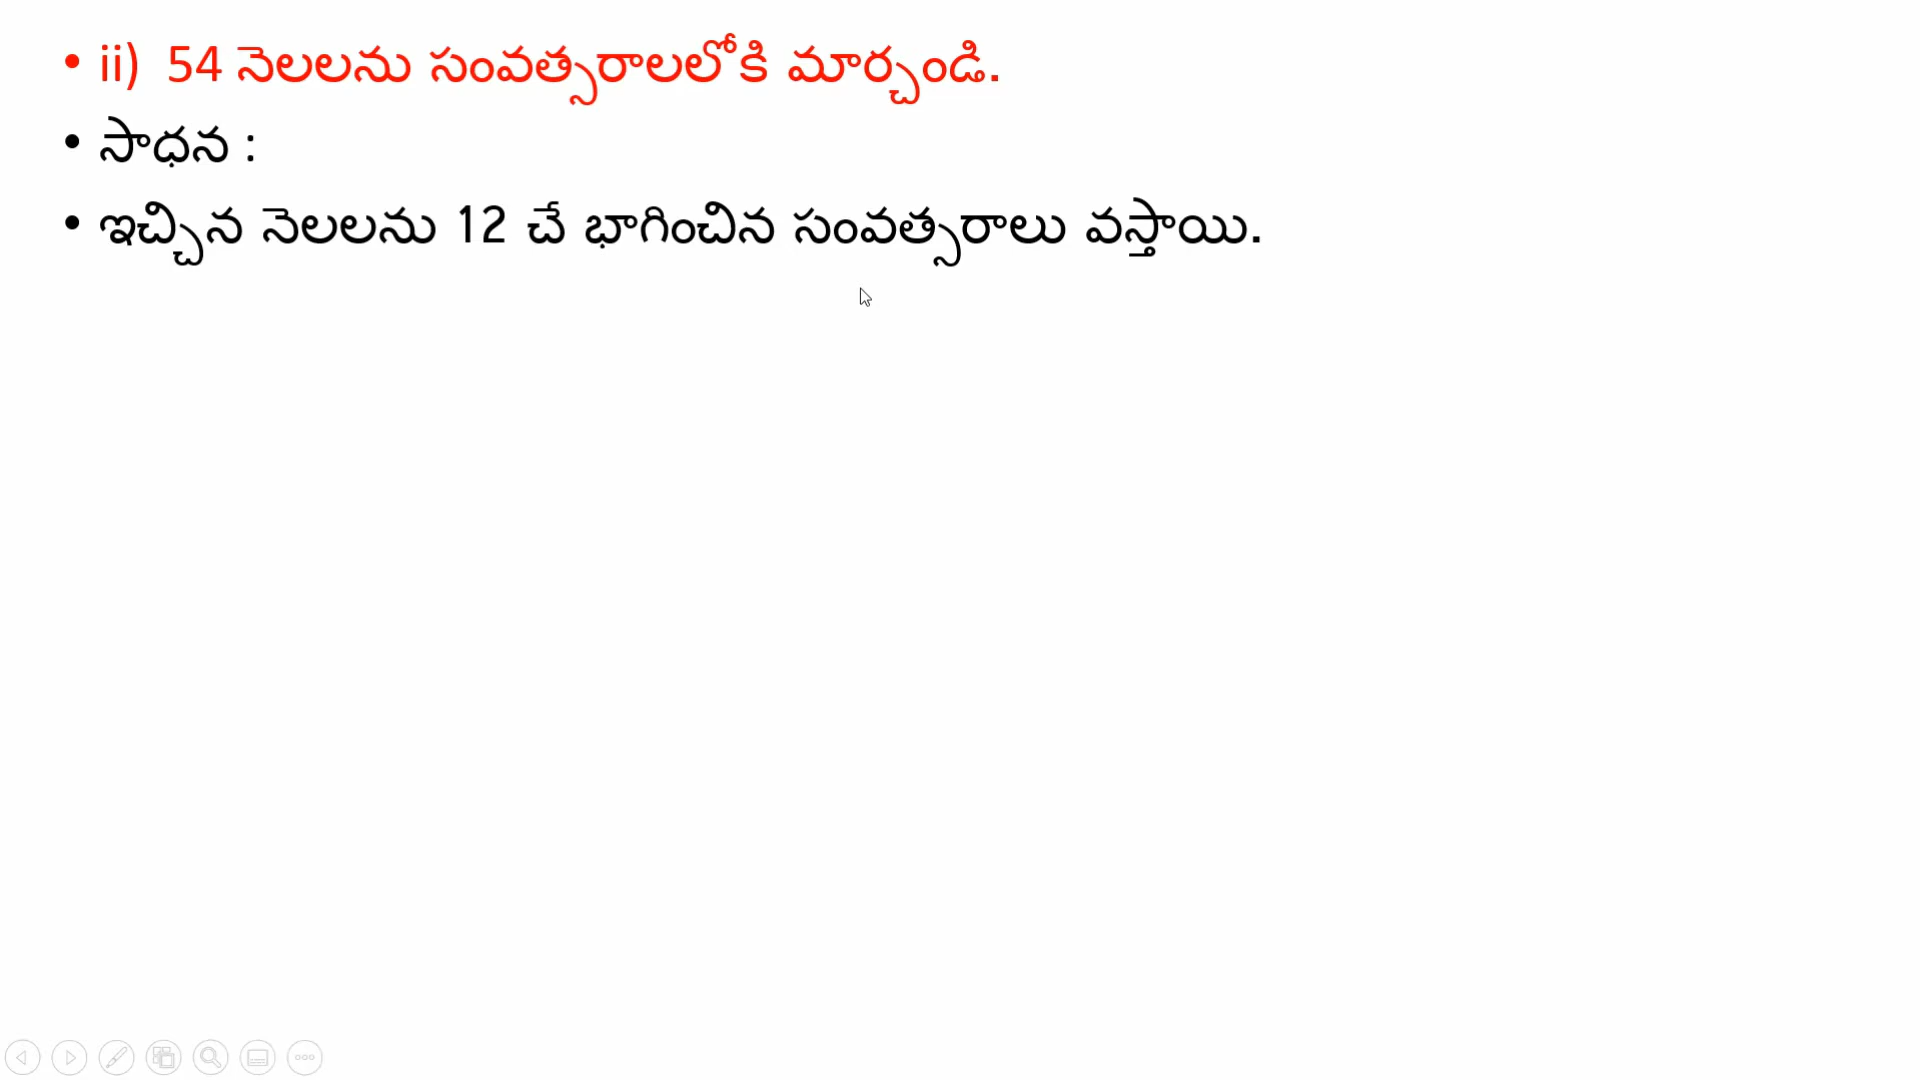 • ii) 54 నెలలను సంవత్సరాలలోకి మార్చండి.
• సాధన :
• ఇచ్చిన నెలలను 12 చే భాగించిన సంవత్సరాలు వస్తాయి.